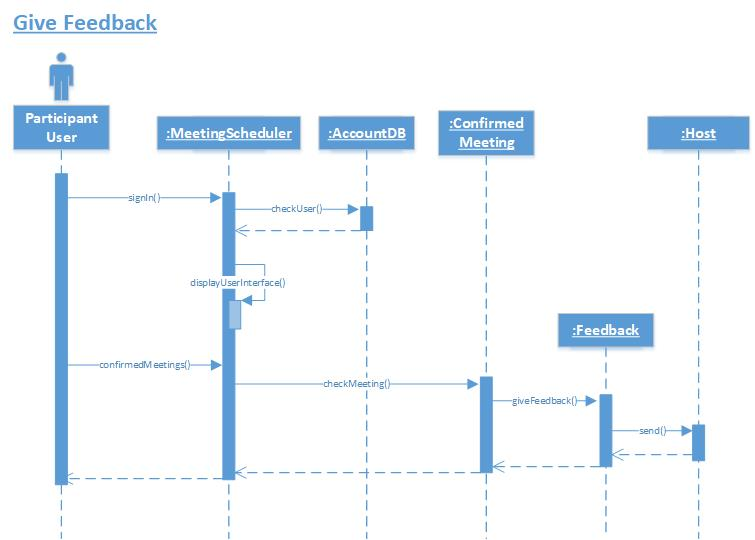 Give Feedback
Participant
User
:MeetingScheduler
:AccountDB
:Confirmed
Meeting
:Host
signIn()
checkUser()
displayUserInterface()
:Feedback
confirmedMeetings()
checkMeeting()
giveFeedback()
send()